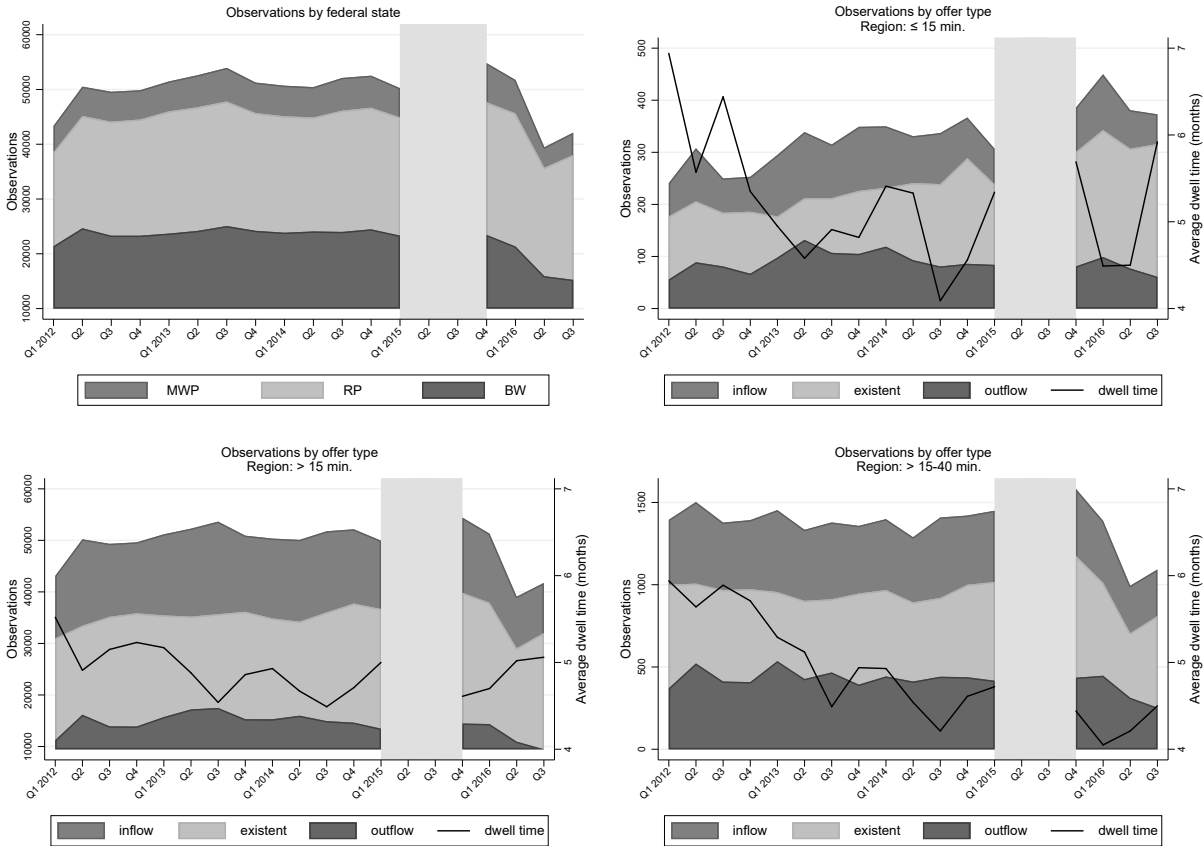 Observations by federal state
Observations
60000
50000
40000
30000
20000
10000
Q1 2012 Q2 Q3 Q4 Q1 2013 Q2 Q3 Q4 Q1 2014 Q2 Q3 Q4 Q1 2015 Q2 Q3 Q4 Q1 2016 Q2 Q3
MWP RP BW
Observations by offer type
Region: ≤ 15 min.
Observations
500
400
300
200
100
0
Average dwell time (months)
7
6
5
4
Q1 2012 Q2 Q3 Q4 Q1 2013 Q2 Q3 Q4 Q1 2014 Q2 Q3 Q4 Q1 2015 Q2 Q3 Q4 Q1 2016 Q2 Q3
inflow existent outflow dwell time
Observations by offer type
Region: > 15 min.
Observations
60000
50000
40000
30000
20000
10000
Average dwell time (months)
7
6
5
4
Q1 2012 Q2 Q3 Q4 Q1 2013 Q2 Q3 Q4 Q1 2014 Q2 Q3 Q4 Q1 2015 Q2 Q3 Q4 Q1 2016 Q2 Q3
inflow existent outflow dwell time
Observations by offer type
Region: > 15-40 min.
Observations
1500
1000
500
0
Average dwell time (months)
7
6
5
4
Q1 2012 Q2 Q3 Q4 Q1 2013 Q2 Q3 Q4 Q1 2014 Q2 Q3 Q4 Q1 2015 Q2 Q3 Q4 Q1 2016 Q2 Q3
inflow existent outflow dwell time